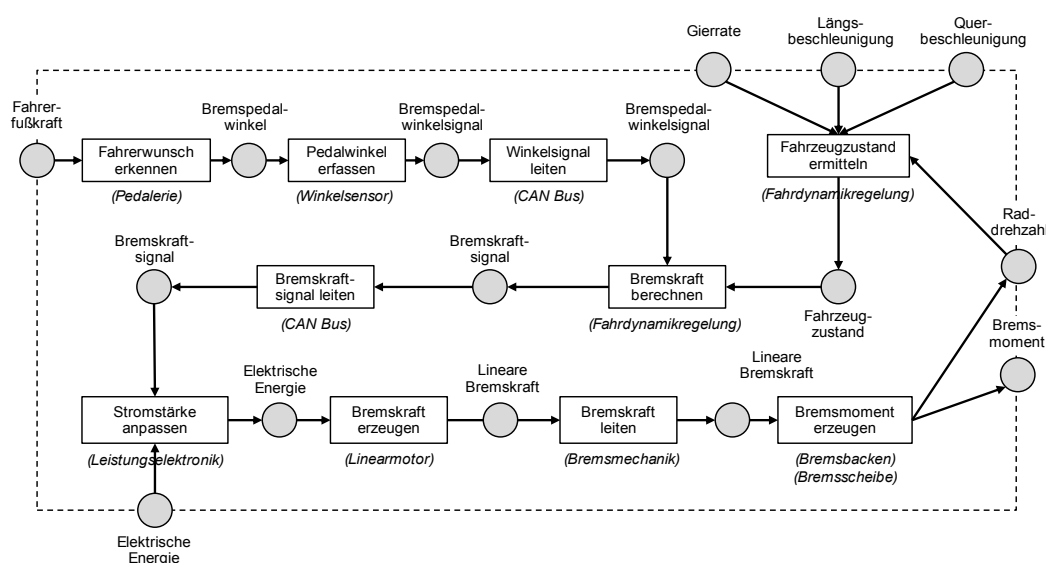 Gierrate
Längs-
beschleunigung
Quer-
beschleunigung
Fahrer-
fußkraft
Bremspedal-
winkel
Bremspedal-
winkelsignal
Bremspedal-
winkelsignal
Fahrerwunsch
erkennen
(Pedalerie)
Pedalwinkel
erfassen
(Winkelsensor)
Winkelsignal
leiten
(CAN Bus)
Fahrzeugzustand
ermitteln
(Fahrdynamikregelung)
Rad-
drehzahl
Bremskraft-
signal
Bremskraft-
signal leiten
(CAN Bus)
Bremskraft-
signal
Bremskraft
berechnen
(Fahrdynamikregelung)
Fahrzeug-
zustand
Brems-
moment
Stromstärke
anpassen
(Leistungselektronik)
Elektrische
Energie
Bremskraft
erzeugen
(Linearmotor)
Lineare
Bremskraft
Bremskraft
leiten
(Bremsmechanik)
Lineare
Bremskraft
Bremsmoment
erzeugen
(Bremsbacken)
(Bremsscheibe)
Elektrische
Energie